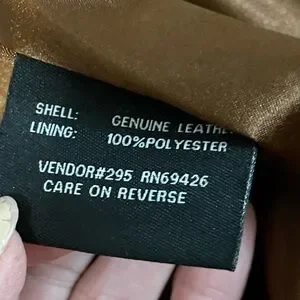 SHELL: GENUINE LEATHE
LINING: 100%POLYESTER
VENDOR#295 RN69426
CARE ON REVERSE